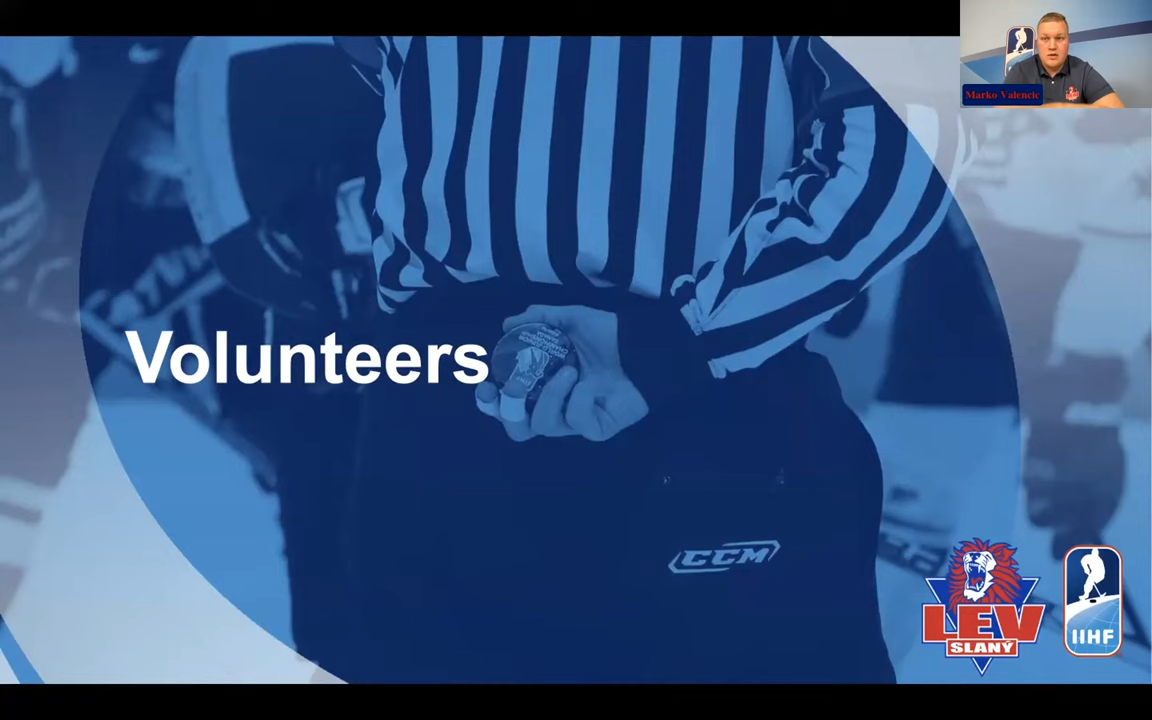 Marko Valencic
Volunteers
CCM
LEV
SLANÝ
IIHF